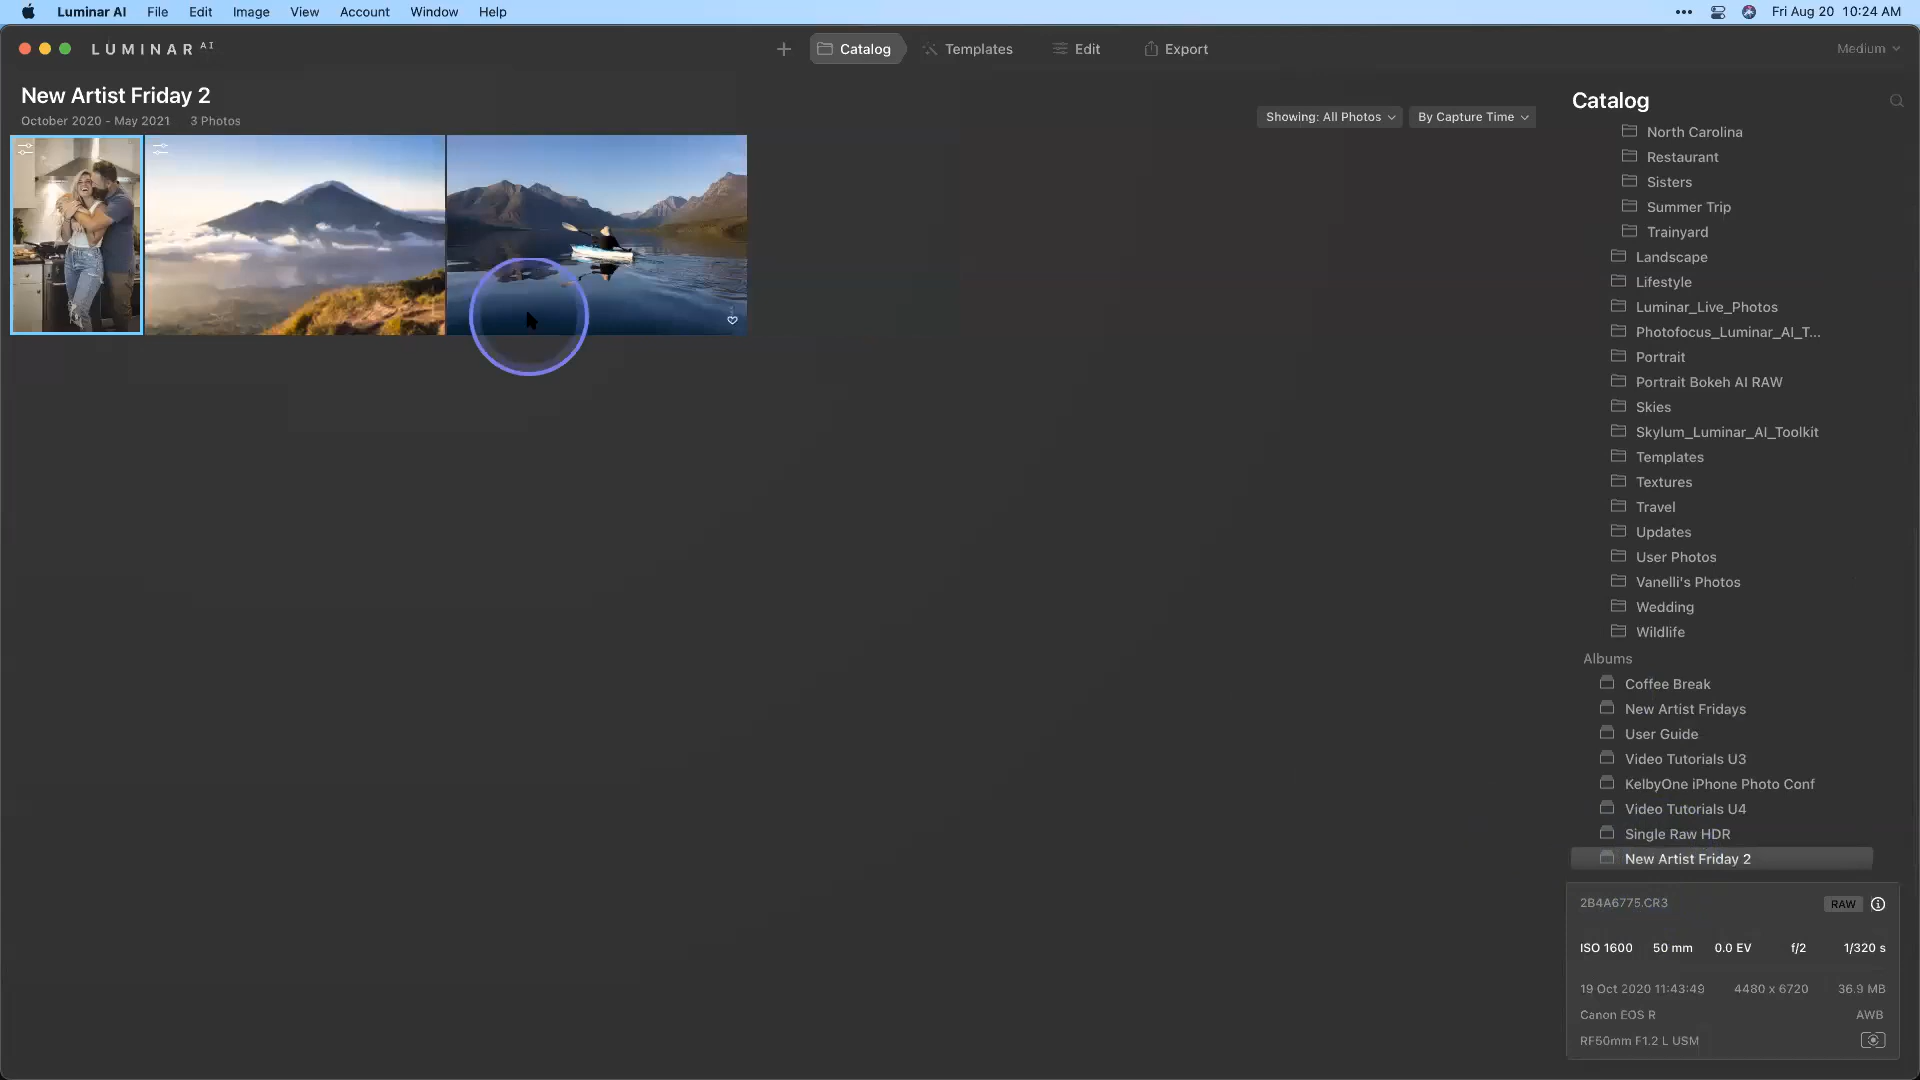 Luminar AI File Edit Image View Account Window Help
Fri Aug 20 10:24 AM
LUMINAR AI
Catalog Templates Edit Export
Medium
New Artist Friday 2
October 2020 - May 2021 3 Photos
Showing: All Photos By Capture Time
Catalog
North Carolina
Restaurant
Sisters
Summer Trip
Trainyard
Landscape
Lifestyle
Luminar_Live_Photos
Photofocus_Luminar_AI_T...
Portrait
Portrait Bokeh AI RAW
Skies
Skylum_Luminar_AI_Toolkit
Templates
Textures
Travel
Updates
User Photos
Vanelli's Photos
Wedding
Wildlife
Albums
Coffee Break
New Artist Fridays
User Guide
Video Tutorials U3
KelbyOne iPhone Photo Conf
Video Tutorials U4
Single Raw HDR
New Artist Friday 2
2B4A6775.CR3 RAW
ISO 1600 50 mm 0.0 EV f/2 1/320 s
19 Oct 2020 11:43:49 4480 x 6720 36.9 MB
Canon EOS R AWB
RF50mm F1.2 L USM